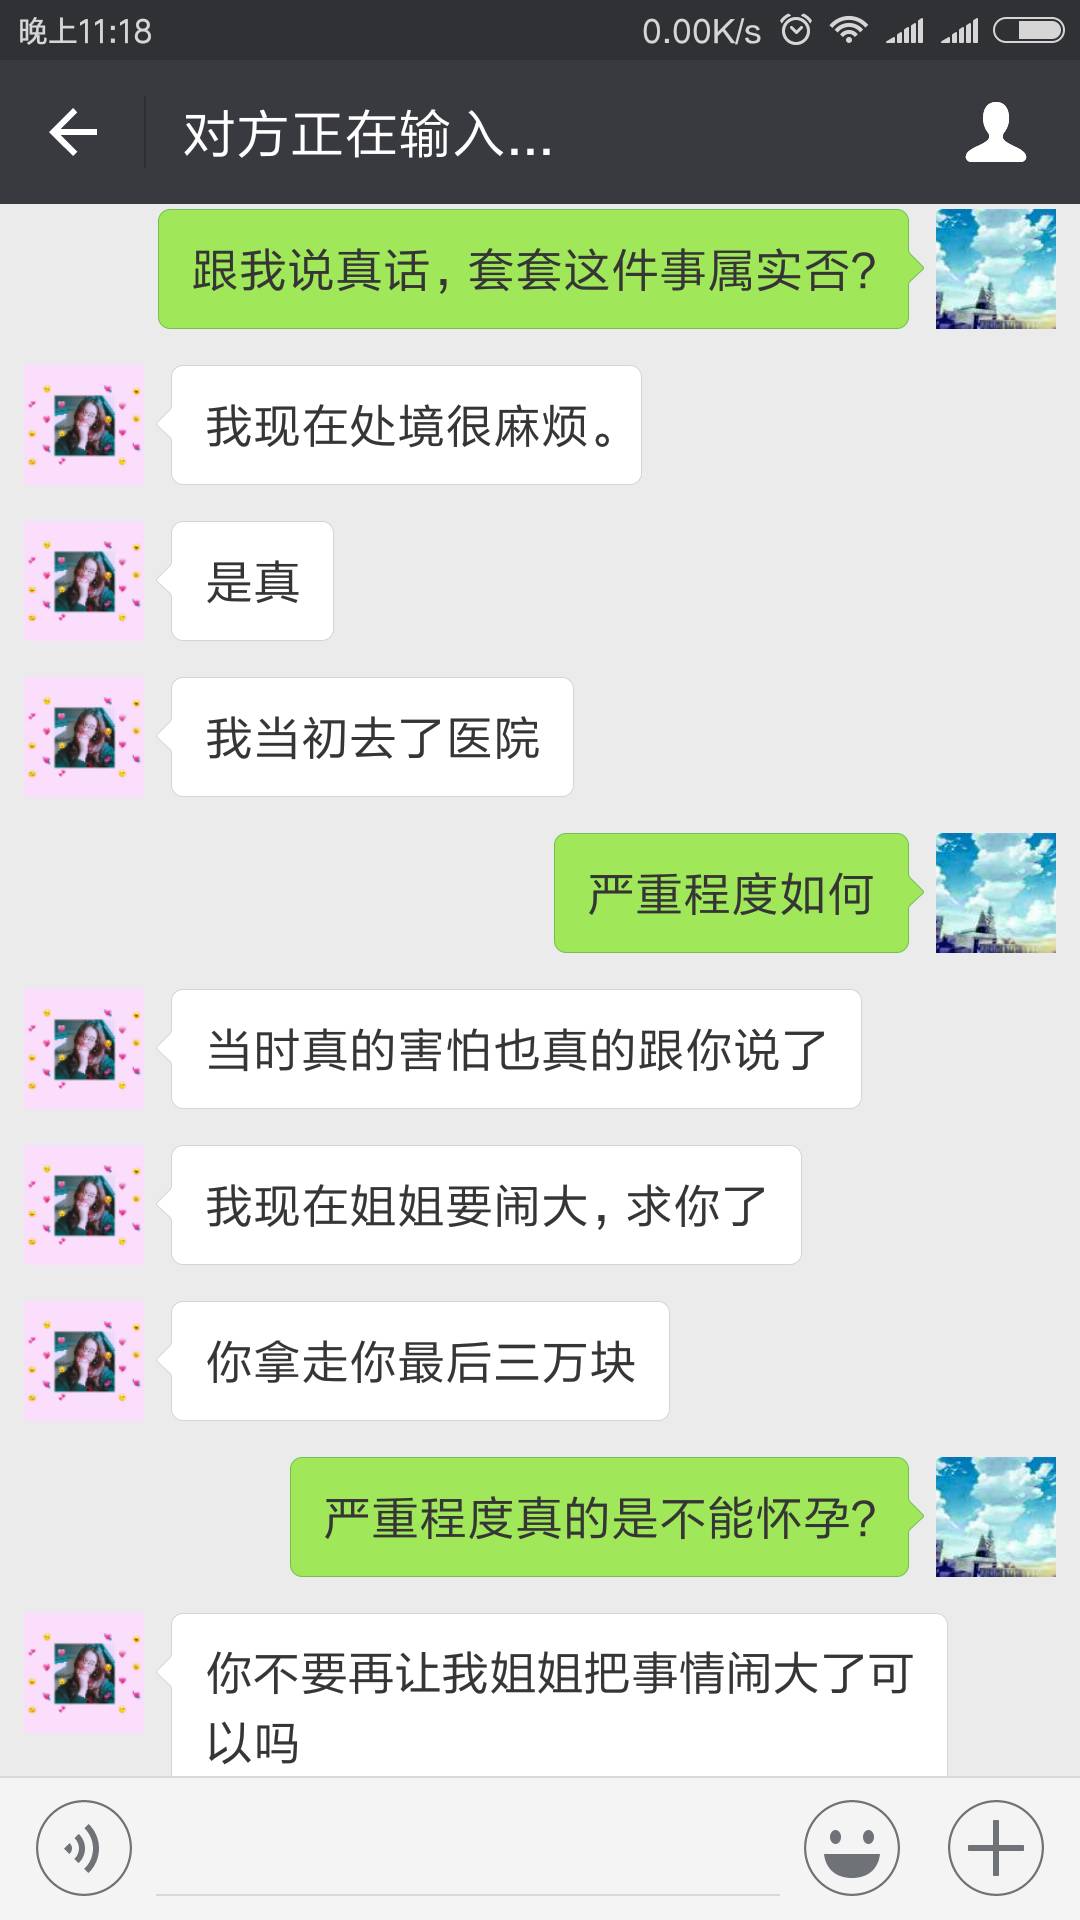 晚上11:18
0.00K/s
对方正在输入...
跟我说真话，套套这件事属实否?
我现在处境很麻烦。
是真
我当初去了医院
严重程度如何
当时真的害怕也真的跟你说了
我现在姐姐要闹大，求你了
你拿走你最后三万块
严重程度真的是不能怀孕?
你不要再让我姐姐把事情闹大了可
以吗